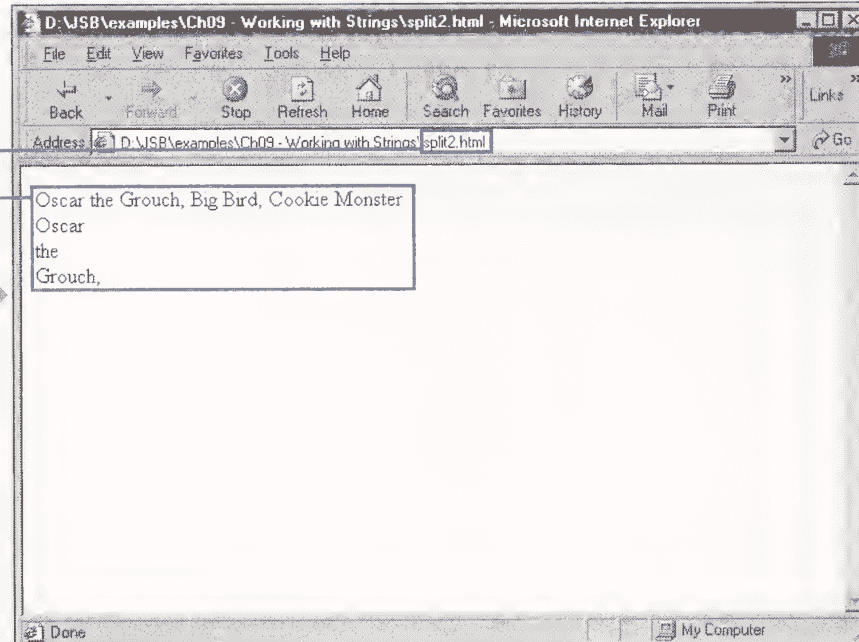 D:\JSB\examples\Ch09 - Working with Strings\split2.html - Microsoft Internet Explorer
File Edit View Favorites Tools Help
Back Forward Stop Refresh Home Search Favorites History Mail Print » Links »
Address D:\JSB\examples\Ch09 - Working with Strings\split2.html Go
Oscar the Grouch, Big Bird, Cookie Monster
Oscar
the
Grouch,
Done My Computer